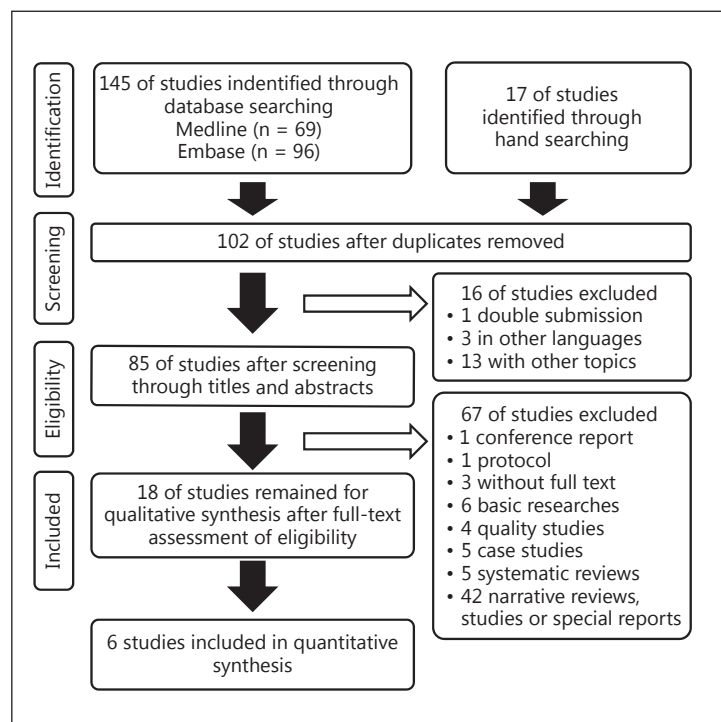 Identification
145 of studies indentified through
database searching
Medline (n = 69)
Embase (n = 96)
17 of studies
identified through
hand searching
Screening
102 of studies after duplicates removed
16 of studies excluded
• 1 double submission
• 3 in other languages
• 13 with other topics
Eligibility
85 of studies after screening
through titles and abstracts
67 of studies excluded
• 1 conference report
• 1 protocol
• 3 without full text
• 6 basic researches
• 4 quality studies
• 5 case studies
• 5 systematic reviews
• 42 narrative reviews,
studies or special reports
Included
18 of studies remained for
qualitative synthesis after full-text
assessment of eligibility
6 studies included in quantitative
synthesis